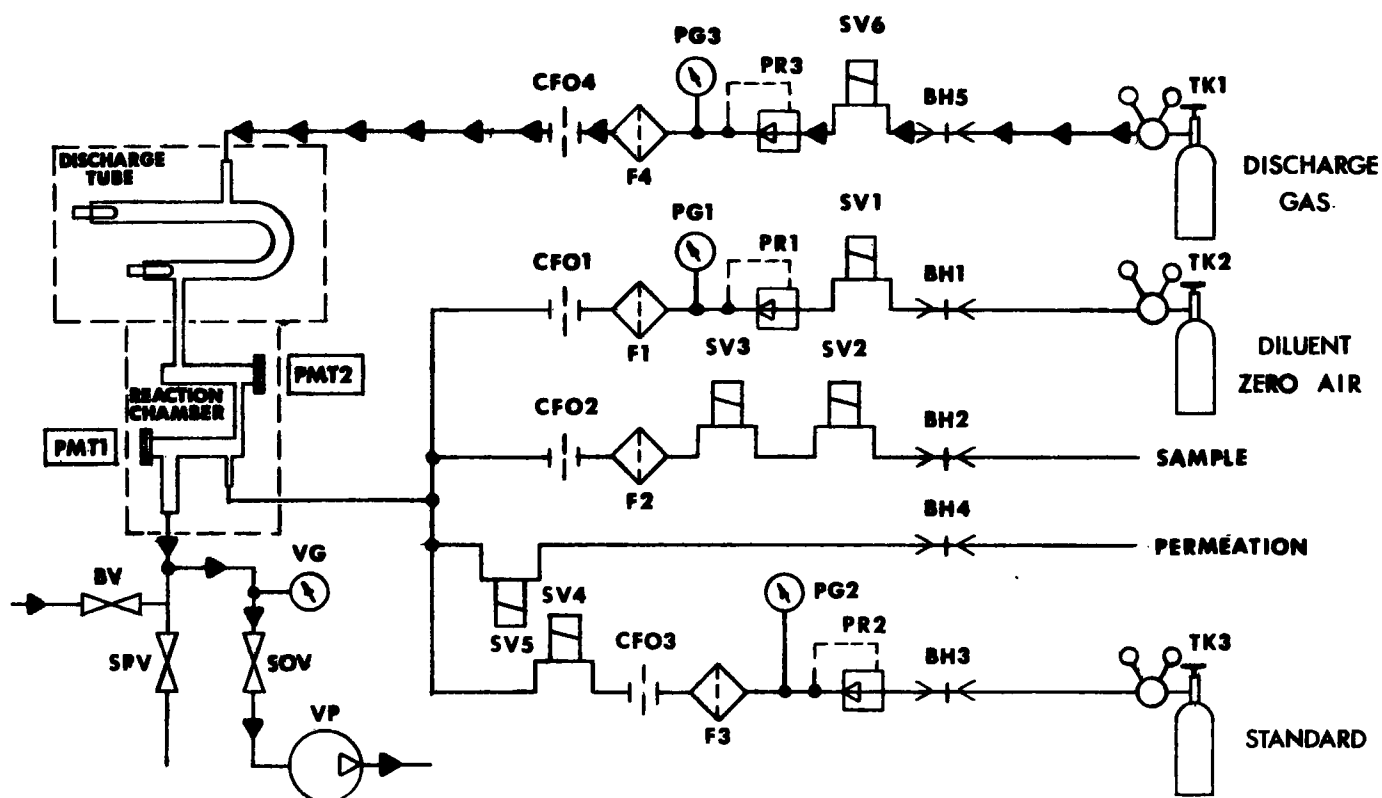 SV6
PG3
PR3
CFO4
BH5
TK1
F4
DISCHARGE
GAS
DISCHARGE
TUBE
SV1
PG1
PR1
CFO1
BH1
TK2
F1
DILUENT
ZERO AIR
SV3
SV2
PMT2
REACTION
CHAMBER
PMT1
CFO2
BH2
SAMPLE
F2
BH4
PERMEATION
VG
BV
SV4
SV5
PG2
CFO3
PR2
BH3
TK3
SPV
SOV
F3
VP
STANDARD